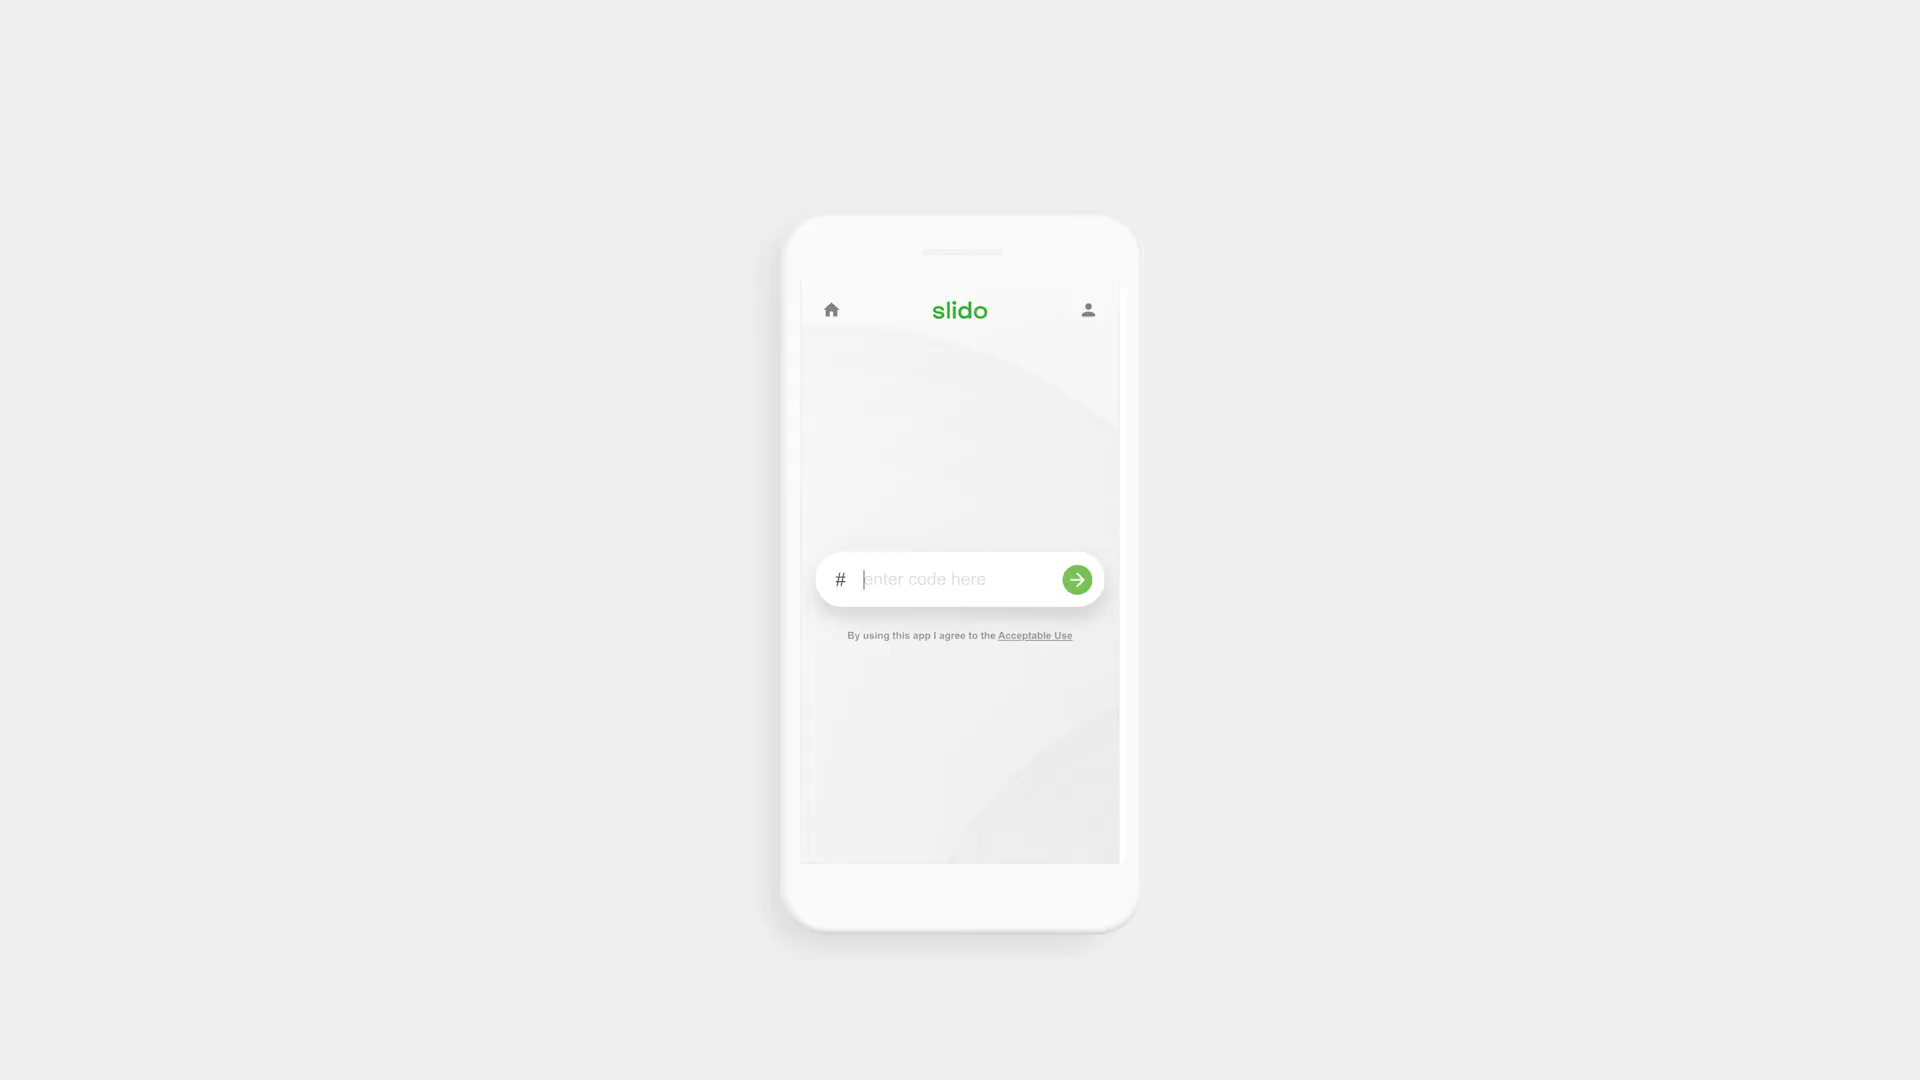 slido
# enter code here
By using this app I agree to the Acceptable Use